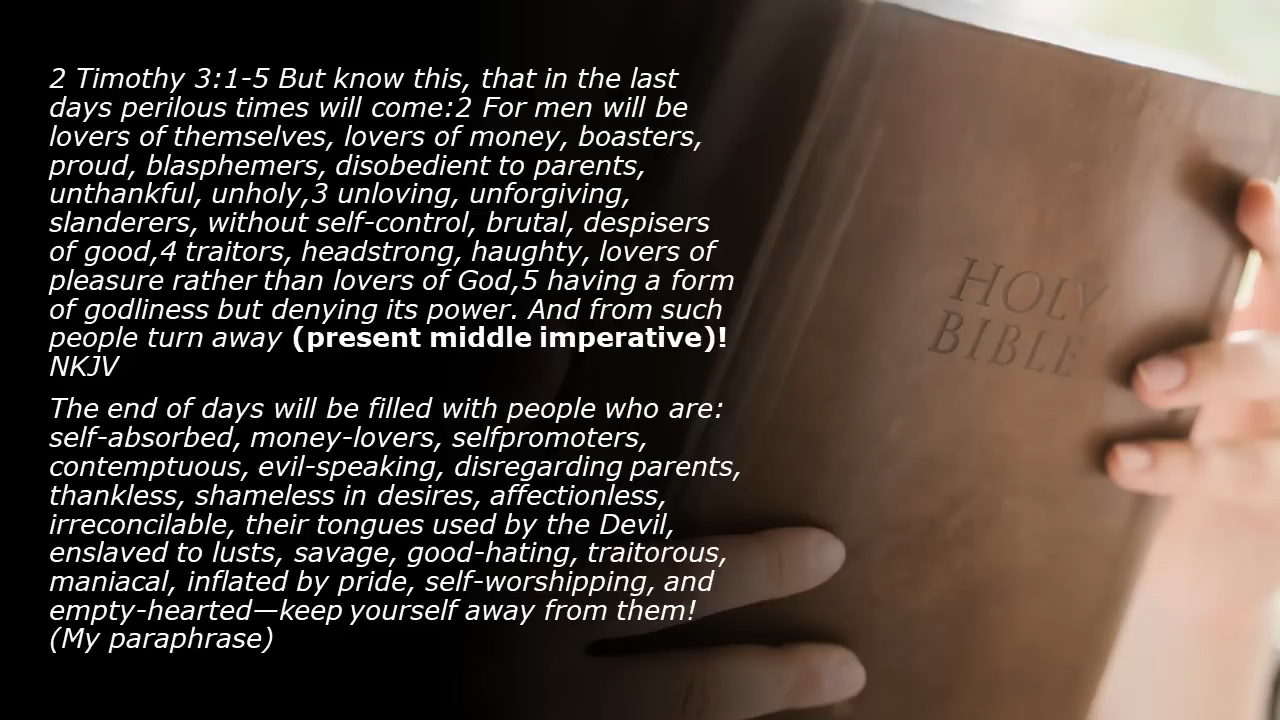 2 Timothy 3:1-5 But know this, that in the last
days perilous times will come:2 For men will be
lovers of themselves, lovers of money, boasters,
proud, blasphemers, disobedient to parents,
unthankful, unholy,3 unloving, unforgiving,
slanderers, without self-control, brutal, despisers
of good,4 traitors, headstrong, haughty, lovers of
pleasure rather than lovers of God,5 having a form
of godliness but denying its power. And from such
people turn away (present middle imperative)!
NKJV
The end of days will be filled with people who are:
self-absorbed, money-lovers, selfpromoters,
contemptuous, evil-speaking, disregarding parents,
thankless, shameless in desires, affectionless,
irreconcilable, their tongues used by the Devil,
enslaved to lusts, savage, good-hating, traitorous,
maniacal, inflated by pride, self-worshipping, and
empty-hearted—keep yourself away from them!
(My paraphrase)
HOLY
BIBLE